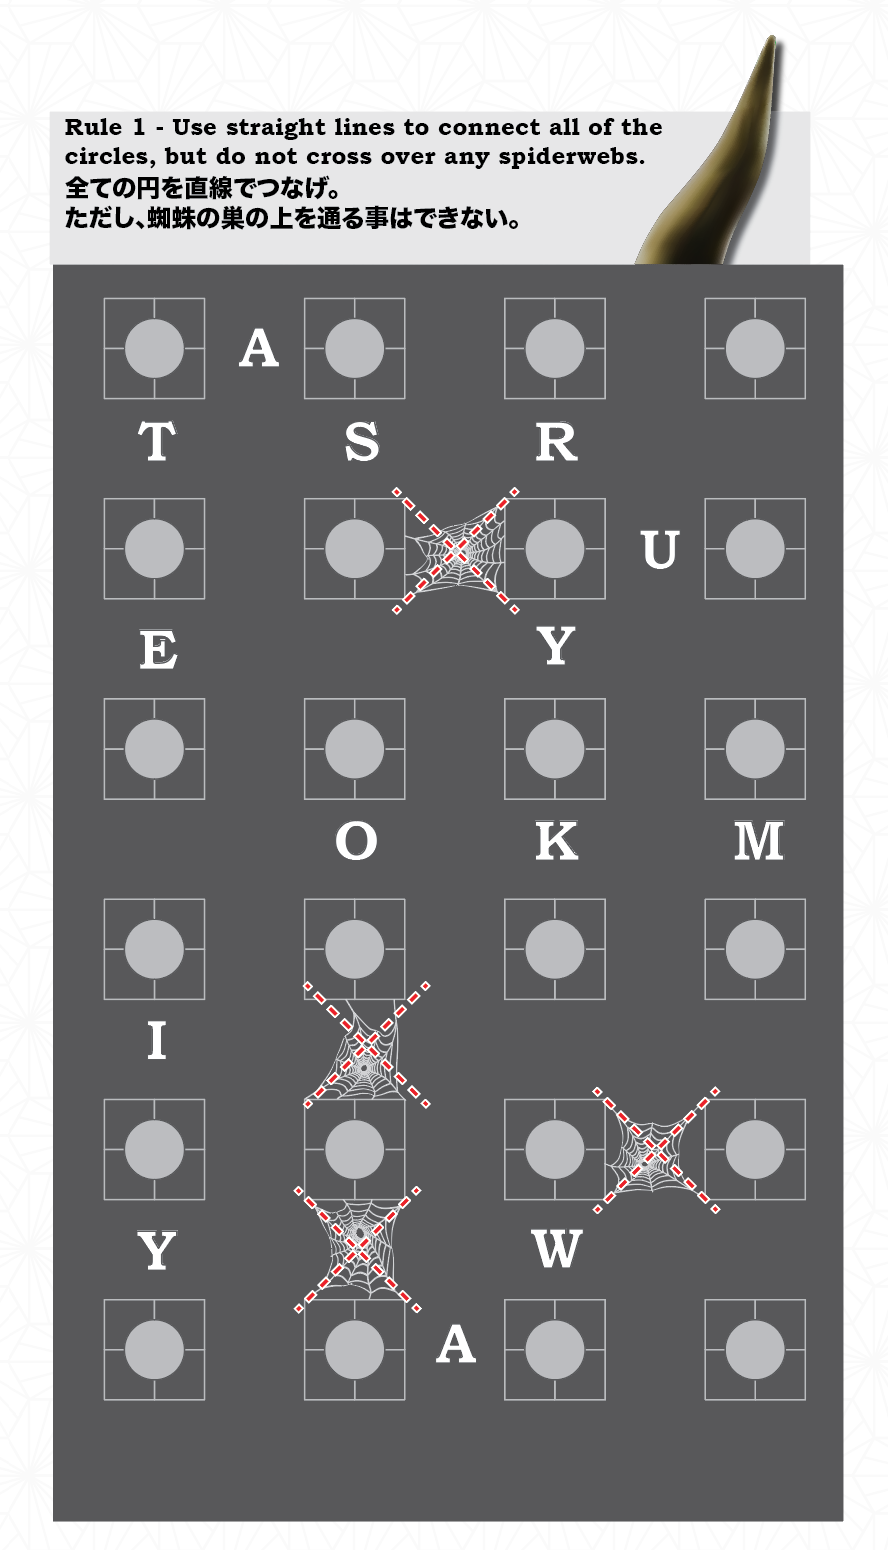 Rule 1 - Use straight lines to connect all of the
circles, but do not cross over any spiderwebs.
全ての円を直線でつなげ。
ただし、蜘蛛の巣の上を通る事はできない。
A
T S R
U
E Y
O K M
I
Y W
A